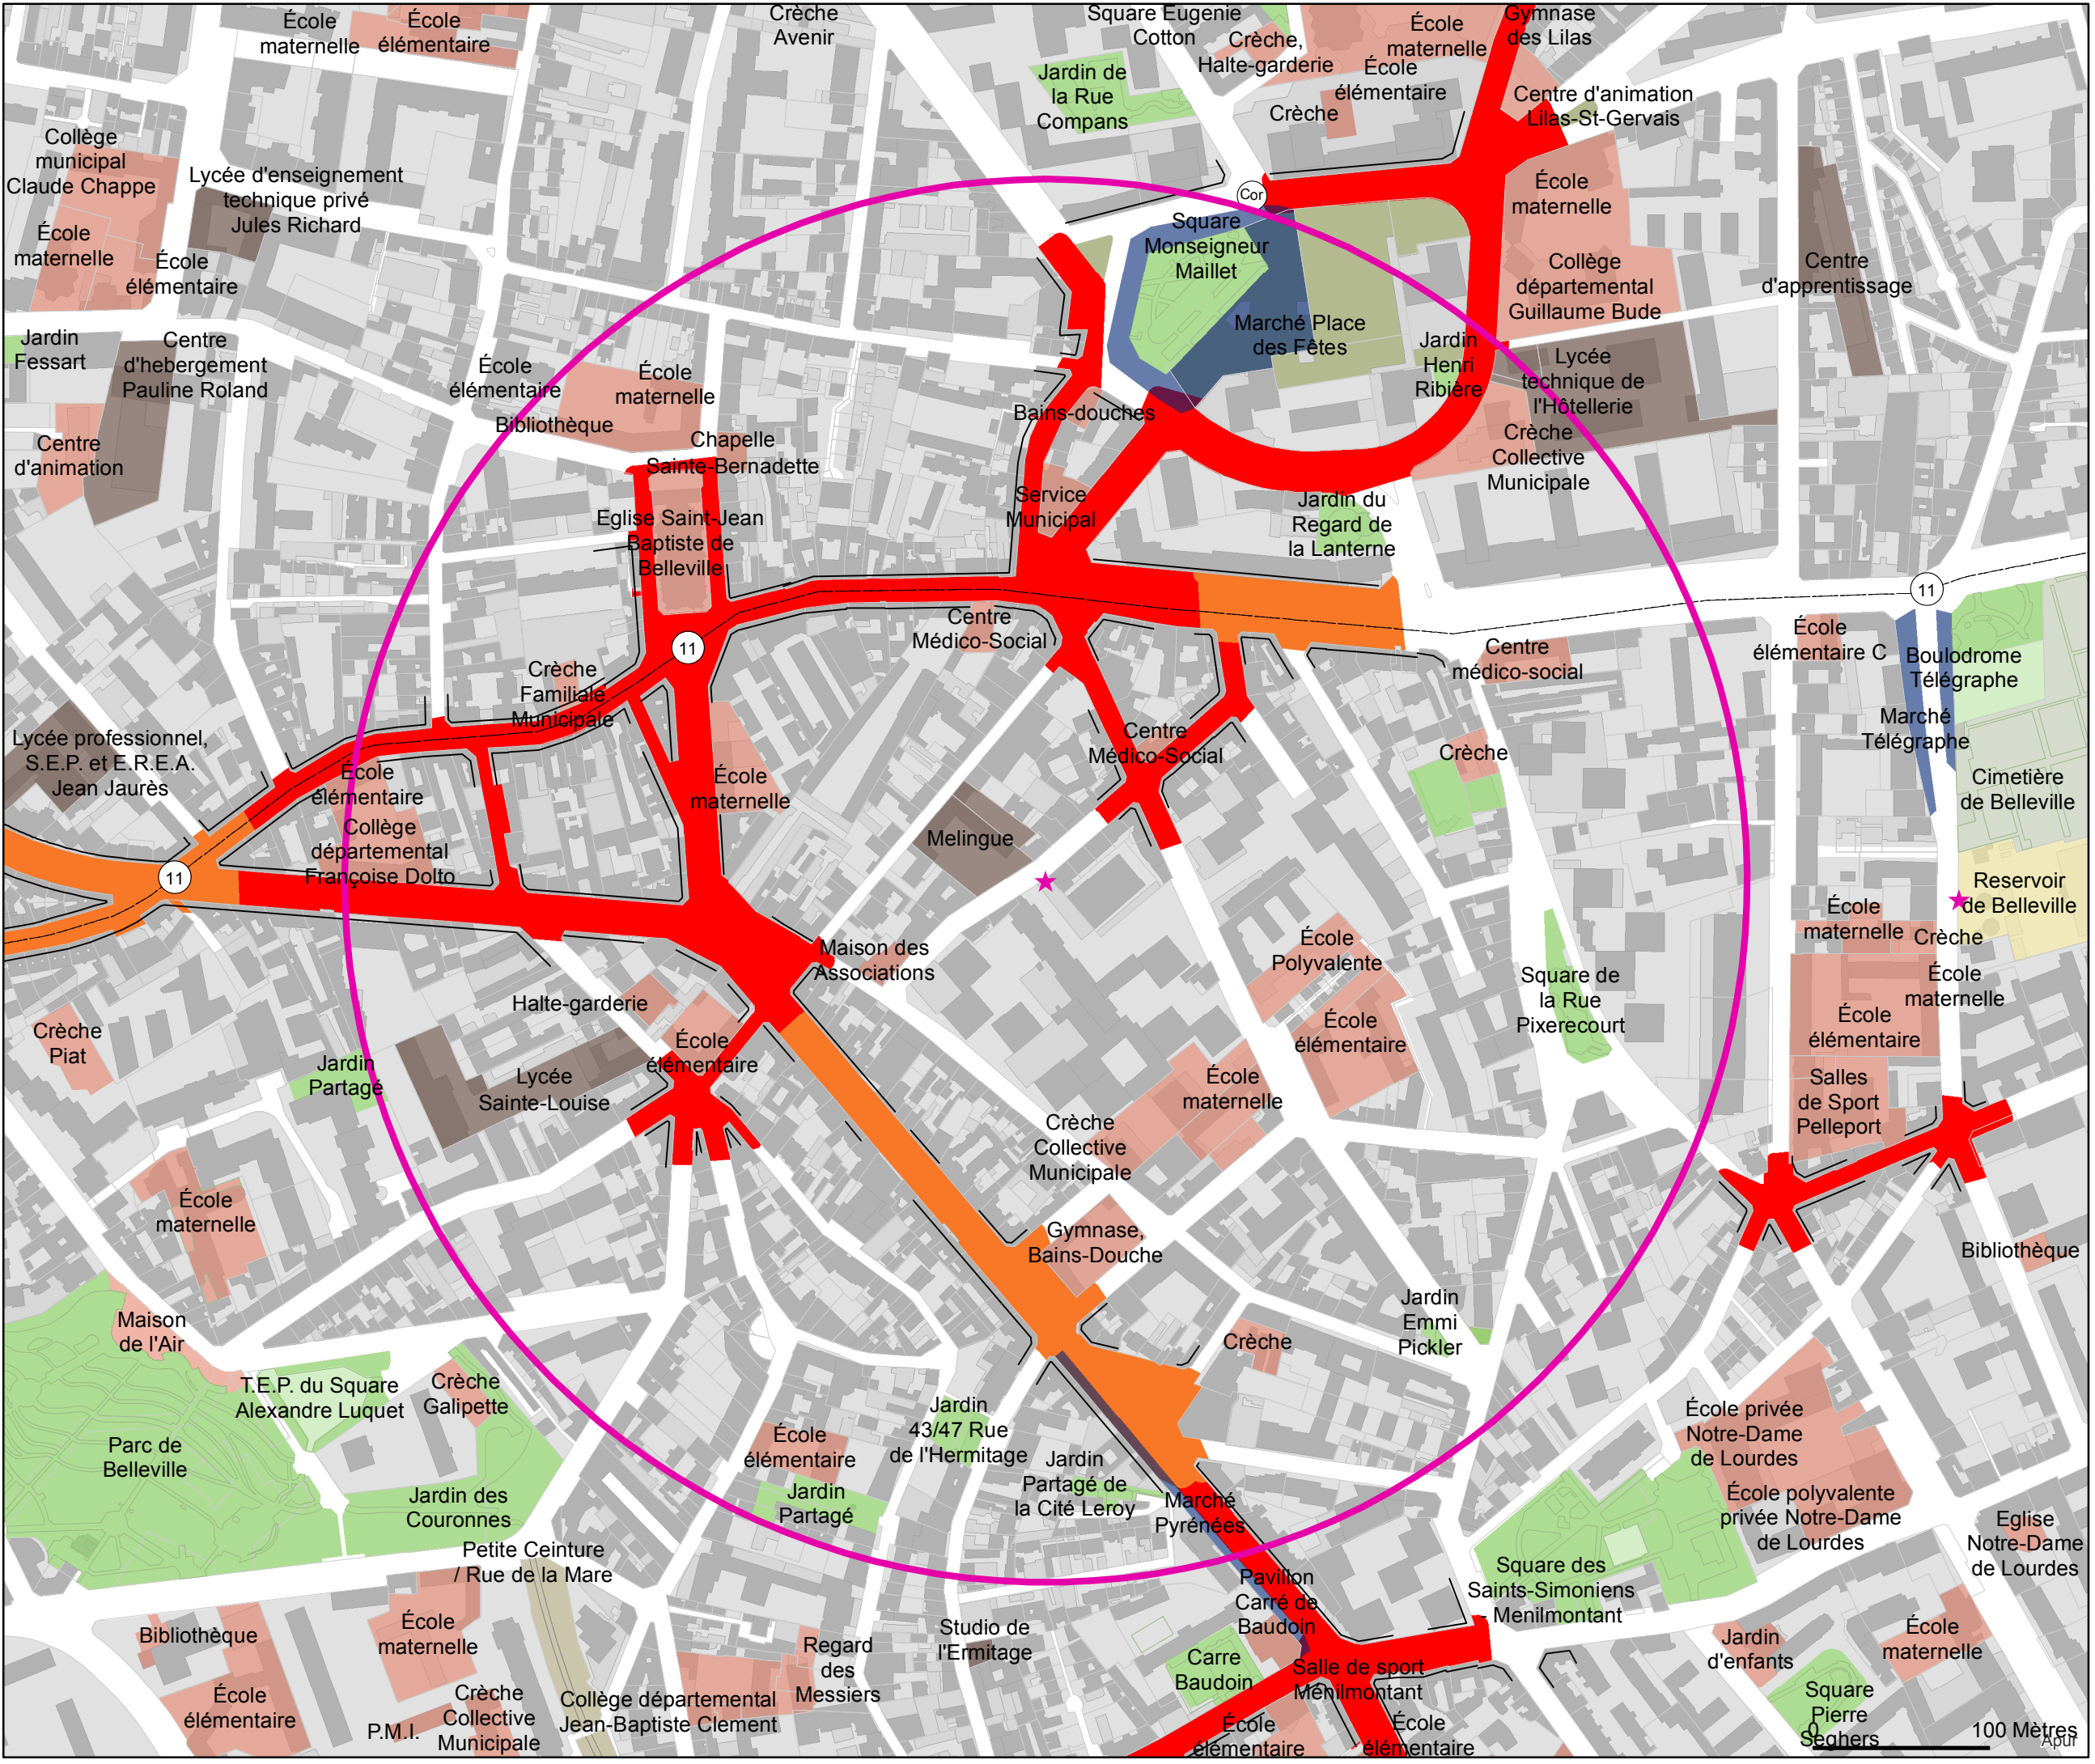 École
maternelle
École
élémentaire
Crèche
Avenir
Square Eugenie
Cotton
Crèche,
Halte-garderie
École
maternelle
École
élémentaire
Gymnase
des Lilas
Jardin de
la Rue
Compans
Crèche
Centre d'animation
Lilas-St-Gervais
Collège
municipal
Claude Chappe
Lycée d'enseignement
technique privé
Jules Richard
École
maternelle
École
élémentaire
Cor
Square
Monseigneur
Maillet
École
maternelle
Collège
départemental
Guillaume Bude
Centre
d'apprentissage
Jardin
Fessart
Centre
d'hebergement
Pauline Roland
École
élémentaire
École
maternelle
Bibliothèque
Marché Place
des Fêtes
Jardin
Henri
Ribière
Lycée
technique de
l'Hôtellerie
Bains-douches
Centre
d'animation
Chapelle
Sainte-Bernadette
Crèche
Collective
Municipale
Service
Municipal
Jardin du
Regard de
la Lanterne
Eglise Saint-Jean
Baptiste de
Belleville
11
11
Centre
Médico-Social
Centre
médico-social
École
élémentaire C
Boulodrome
Télégraphe
Crèche
Familiale
Municipale
Lycée professionnel,
S.E.P. et E.R.E.A.
Jean Jaurès
École
élémentaire
École
maternelle
Centre
Médico-Social
Crèche
Marché
Télégraphe
Cimetière
de Belleville
Collège
départemental
Françoise Dolto
11
Melingue
Reservoir
de Belleville
École
maternelle
Crèche
Maison des
Associations
École
Polyvalente
Square de
la Rue
Pixerecourt
École
maternelle
Halte-garderie
École
élémentaire
École
élémentaire
École
élémentaire
Crèche
Piat
Jardin
Partagé
Lycée
Sainte-Louise
École
maternelle
Salles
de Sport
Pelleport
Crèche
Collective
Municipale
École
maternelle
Gymnase,
Bains-Douche
Bibliothèque
Maison
de l'Air
Jardin
Emmi
Pickler
Crèche
T.E.P. du Square
Alexandre Luquet
Crèche
Galipette
Parc de
Belleville
Jardin des
Couronnes
École
élémentaire
Jardin
Partagé
Jardin
43/47 Rue
de l'Hermitage
Jardin
Partagé de
la Cité Leroy
Marché
Pyrénées
École privée
Notre-Dame
de Lourdes
École polyvalente
privée Notre-Dame
de Lourdes
Eglise
Notre-Dame
de Lourdes
Petite Ceinture
/ Rue de la Mare
Pavillon
Carré de
Baudoin
Square des
Saints-Simoniens
- Menilmontant
Bibliothèque
École
maternelle
Regard
des
Messiers
Studio de
l'Ermitage
Carre
Baudoin
Salle de sport
Ménilmontant
Jardin
d'enfants
École
maternelle
École
élémentaire
P.M.I.
Crèche
Collective
Municipale
Collège départemental
Jean-Baptiste Clement
École
élémentaire
École
élémentaire
Square
Pierre
Seghers
0
100 Mètres
Apur